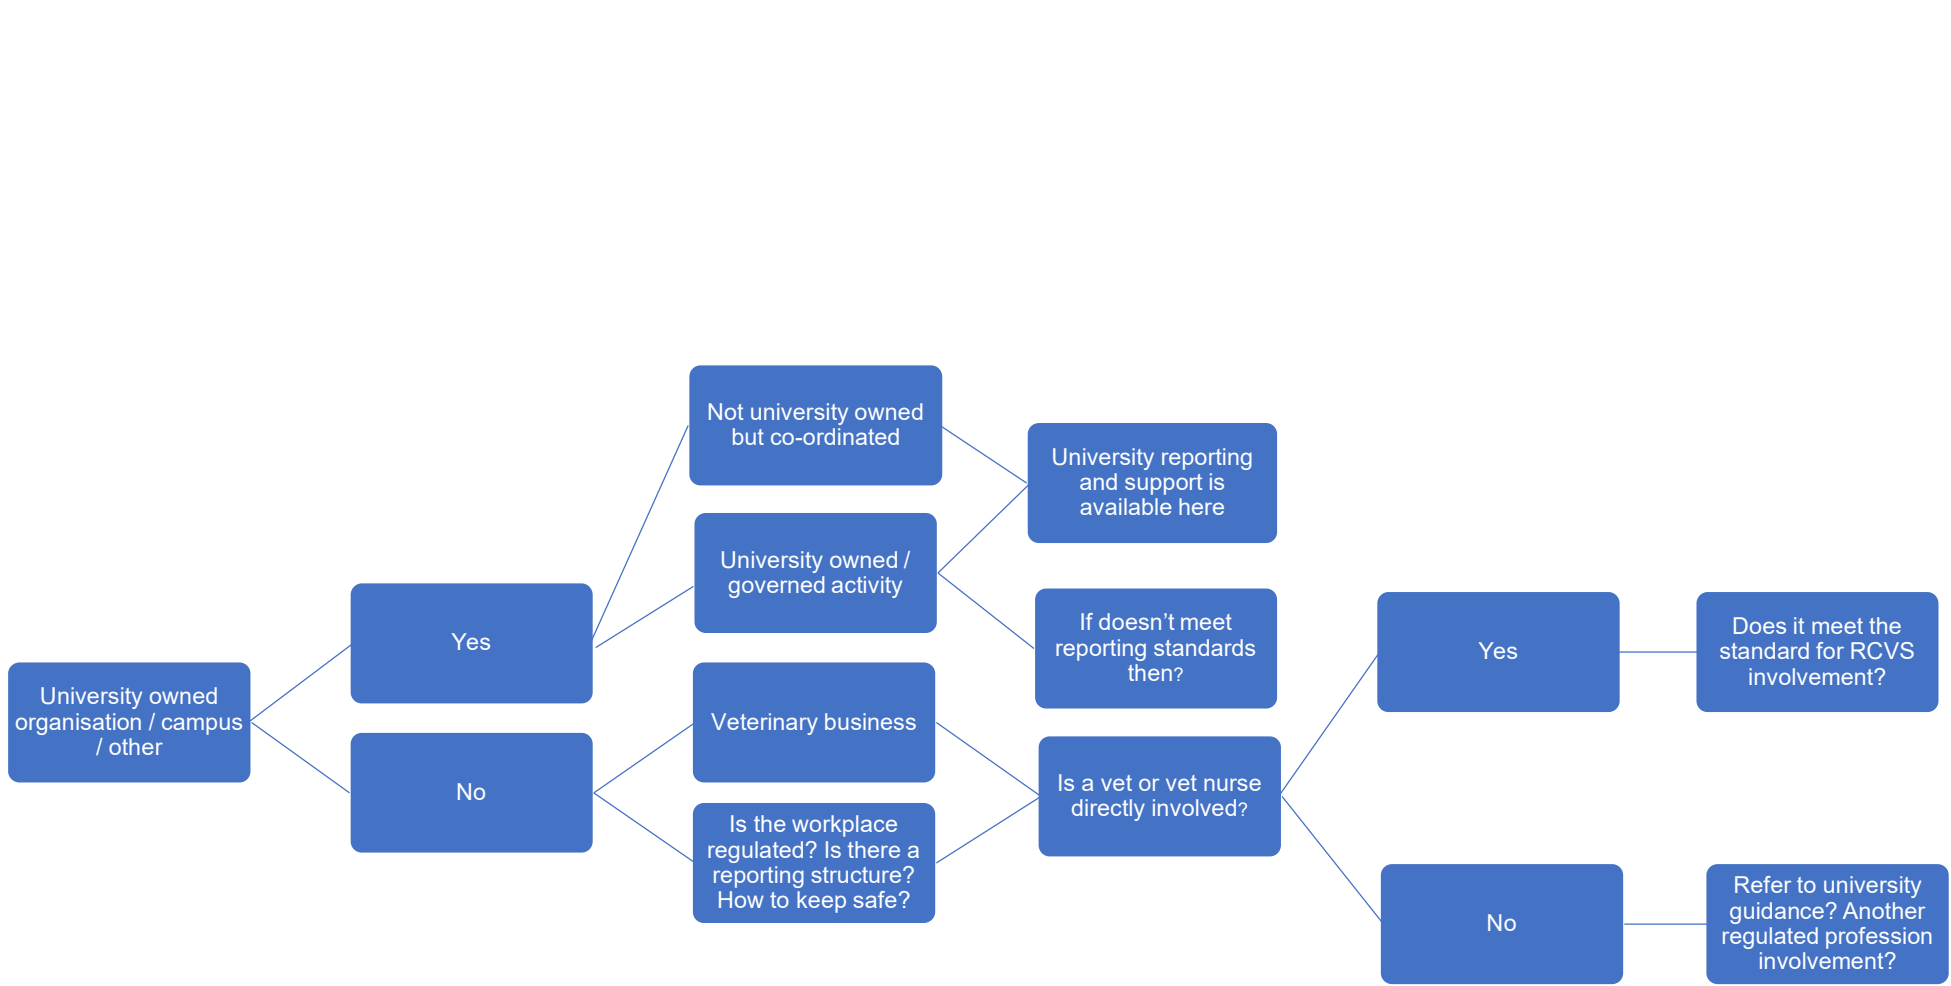 University owned
organisation / campus
/ other
Yes
No
Not university owned
but co-ordinated
University owned /
governed activity
Veterinary business
Is the workplace
regulated? Is there a
reporting structure?
How to keep safe?
University reporting
and support is
available here
If doesn’t meet
reporting standards
then?
Is a vet or vet nurse
directly involved?
Yes
No
Does it meet the
standard for RCVS
involvement?
Refer to university
guidance? Another
regulated profession
involvement?